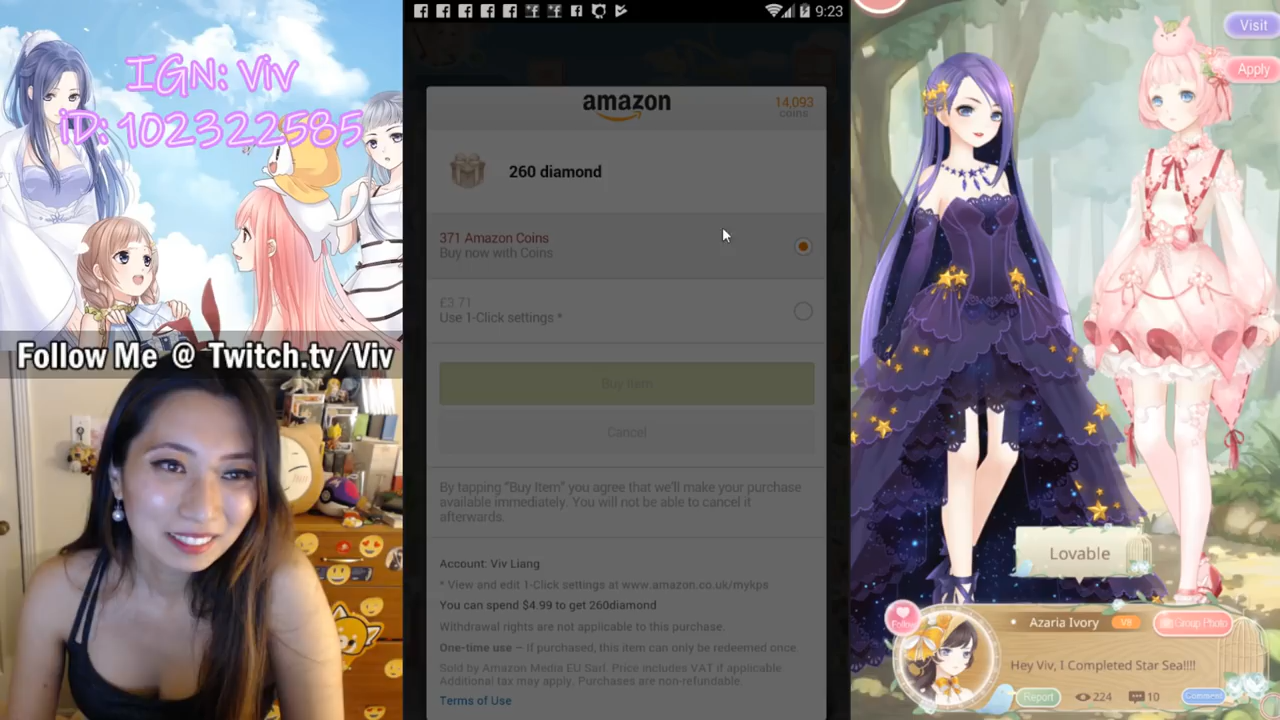 IGN: Viv
iD: 102322585
Follow Me @ Twitch.tv/Viv
9:23
amazon
14,093
coins
260 diamond
371 Amazon Coins
Buy now with Coins
£3.71
Use 1-Click settings *
Buy item
Cancel
By tapping "Buy Item" you agree that we'll make your purchase
available immediately. You will not be able to cancel it
afterwards.
Account: Viv Liang
* View and edit 1-Click settings at www.amazon.co.uk/mykps
You can spend $4.99 to get 260diamond
Withdrawal rights are not applicable to this purchase.
One-time use – If purchased, this item can only be redeemed once
Sold by Amazon Media EU Sarl. Price includes VAT if applicable
Additional tax may apply. Purchases are non-refundable.
Terms of Use
Visit
Apply
Lovable
Follow
Azaria Ivory
V8
Group Photo
Hey Viv, I Completed Star Sea!!!!
Report
224
10
Comment